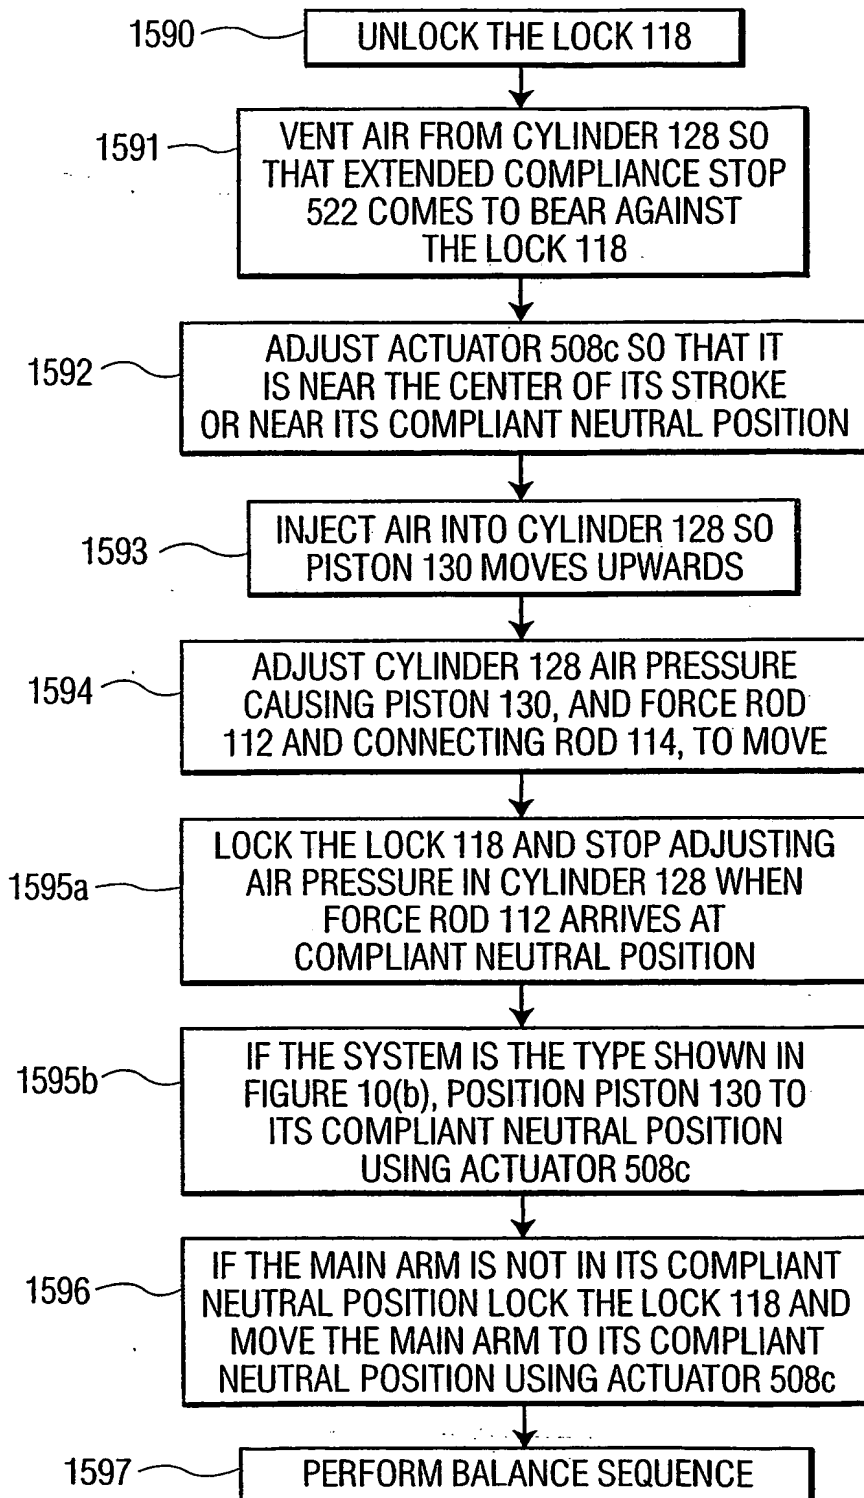 1590
UNLOCK THE LOCK 118
1591
VENT AIR FROM CYLINDER 128 SO
THAT EXTENDED COMPLIANCE STOP
522 COMES TO BEAR AGAINST
THE LOCK 118
1592
ADJUST ACTUATOR 508c SO THAT IT
IS NEAR THE CENTER OF ITS STROKE
OR NEAR ITS COMPLIANT NEUTRAL POSITION
1593
INJECT AIR INTO CYLINDER 128 SO
PISTON 130 MOVES UPWARDS
1594
ADJUST CYLINDER 128 AIR PRESSURE
CAUSING PISTON 130, AND FORCE ROD
112 AND CONNECTING ROD 114, TO MOVE
1595a
LOCK THE LOCK 118 AND STOP ADJUSTING
AIR PRESSURE IN CYLINDER 128 WHEN
FORCE ROD 112 ARRIVES AT
COMPLIANT NEUTRAL POSITION
1595b
IF THE SYSTEM IS THE TYPE SHOWN IN
FIGURE 10(b), POSITION PISTON 130 TO
ITS COMPLIANT NEUTRAL POSITION
USING ACTUATOR 508c
1596
IF THE MAIN ARM IS NOT IN ITS COMPLIANT
NEUTRAL POSITION LOCK THE LOCK 118 AND
MOVE THE MAIN ARM TO ITS COMPLIANT
NEUTRAL POSITION USING ACTUATOR 508c
1597
PERFORM BALANCE SEQUENCE